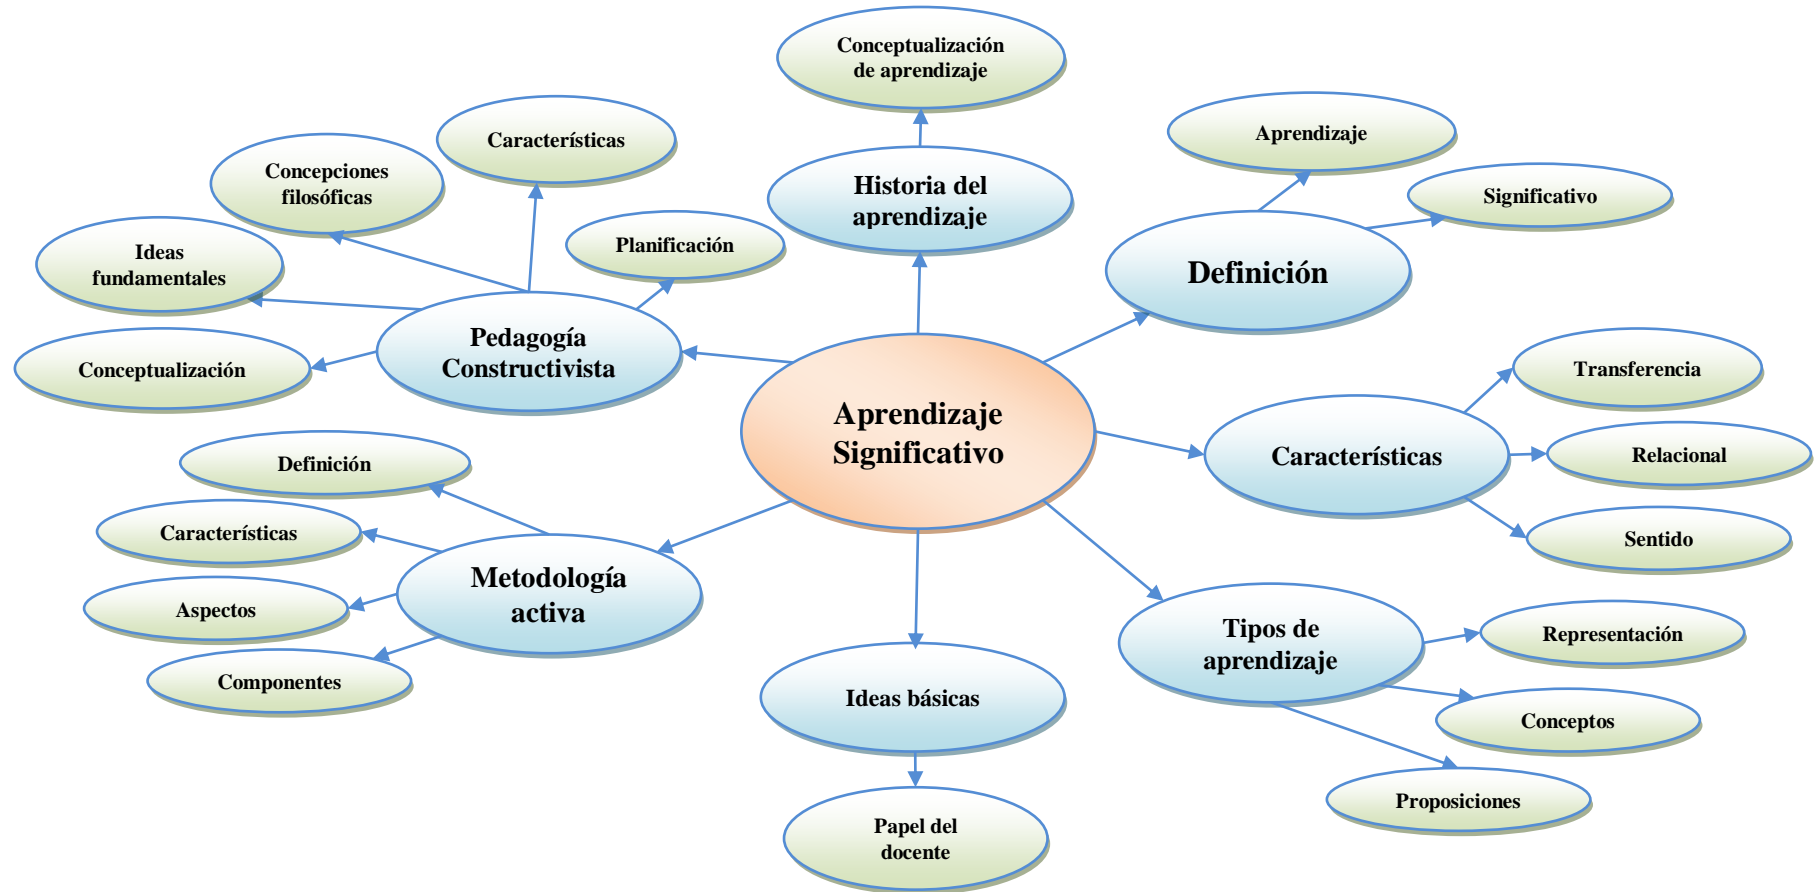 Conceptualización
de aprendizaje
Historia del
aprendizaje
Aprendizaje
Significativo
Definición
Características
Concepciones
filosóficas
Ideas
fundamentales
Planificación
Conceptualización
Pedagogía
Constructivista
Aprendizaje
Significativo
Transferencia
Relacional
Sentido
Características
Definición
Características
Aspectos
Componentes
Metodología
activa
Ideas básicas
Papel del
docente
Tipos de
aprendizaje
Representación
Conceptos
Proposiciones